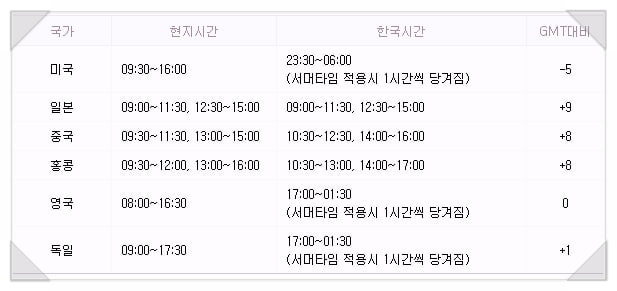 국가 현지시간 한국시간 GMT대비
미국 09:30~16:00 23:30~06:00 -5
(서머타임 적용시 1시간씩 당겨짐)
일본 09:00~11:30, 12:30~15:00 09:00~11:30, 12:30~15:00 +9
중국 09:30~11:30, 13:00~15:00 10:30~12:30, 14:00~16:00 +8
홍콩 09:30~12:00, 13:00~16:00 10:30~13:00, 14:00~17:00 +8
영국 08:00~16:30 17:00~01:30 0
(서머타임 적용시 1시간씩 당겨짐)
독일 09:00~17:30 17:00~01:30 +1
(서머타임 적용시 1시간씩 당겨짐)